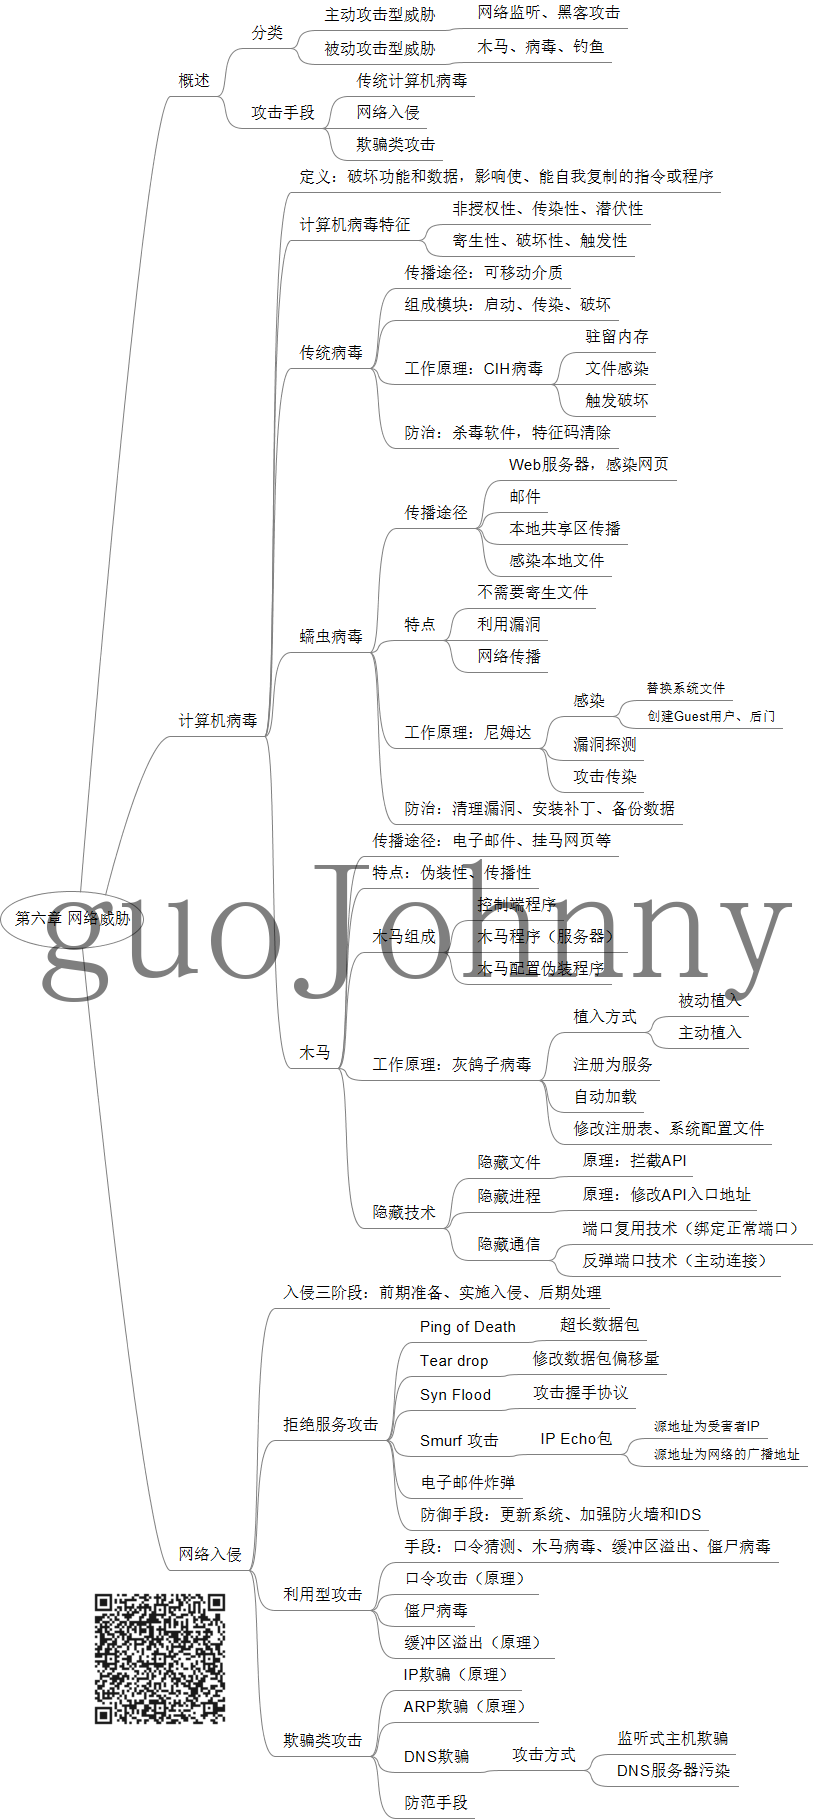 主动攻击型威胁
网络监听、黑客攻击
分类
被动攻击型威胁
木马、病毒、钓鱼
概述
传统计算机病毒
攻击手段
网络入侵
欺骗类攻击
定义：破坏功能和数据，影响使、能自我复制的指令或程序
非授权性、传染性、潜伏性
计算机病毒特征
寄生性、破坏性、触发性
传播途径：可移动介质
组成模块：启动、传染、破坏
驻留内存
传统病毒
工作原理：CIH病毒
文件感染
触发破坏
防治：杀毒软件，特征码清除
Web服务器，感染网页
邮件
传播途径
本地共享区传播
感染本地文件
不需要寄生文件
特点
利用漏洞
蠕虫病毒
网络传播
替换系统文件
感染
创建Guest用户、后门
计算机病毒
工作原理：尼姆达
漏洞探测
攻击传染
防治：清理漏洞、安装补丁、备份数据
传播途径：电子邮件、挂马网页等
特点：伪装性、传播性
控制端程序
第六章 网络威胁
guoJohnny
木马组成
木马程序（服务器）
木马配置伪装程序
被动植入
植入方式
主动植入
木马
工作原理：灰鸽子病毒
注册为服务
自动加载
修改注册表、系统配置文件
隐藏文件
原理：拦截API
隐藏进程
原理：修改API入口地址
隐藏技术
端口复用技术（绑定正常端口）
隐藏通信
反弹端口技术（主动连接）
入侵三阶段：前期准备、实施入侵、后期处理
Ping of Death
超长数据包
Tear drop
修改数据包偏移量
Syn Flood
攻击握手协议
拒绝服务攻击
源地址为受害者IP
Smurf 攻击
IP Echo包
源地址为网络的广播地址
电子邮件炸弹
防御手段：更新系统、加强防火墙和IDS
网络入侵
手段：口令猜测、木马病毒、缓冲区溢出、僵尸病毒
口令攻击（原理）
利用型攻击
僵尸病毒
缓冲区溢出（原理）
IP欺骗（原理）
ARP欺骗（原理）
欺骗类攻击
监听式主机欺骗
DNS欺骗
攻击方式
DNS服务器污染
防范手段